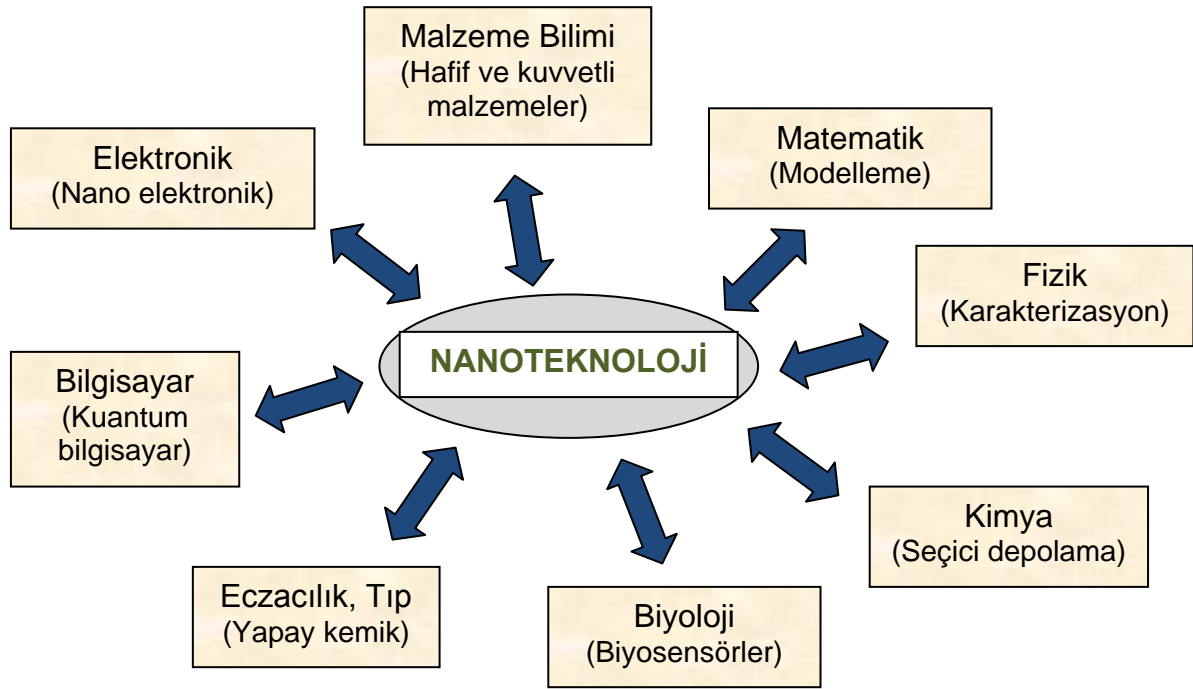 Malzeme Bilimi
(Hafif ve kuvvetli
malzemeler)
Elektronik
(Nano elektronik)
Matematik
(Modelleme)
Fizik
(Karakterizasyon)
NANOTEKNOLOJİ
Bilgisayar
(Kuantum
bilgisayar)
Kimya
(Seçici depolama)
Eczacılık, Tıp
(Yapay kemik)
Biyoloji
(Biyosensörler)